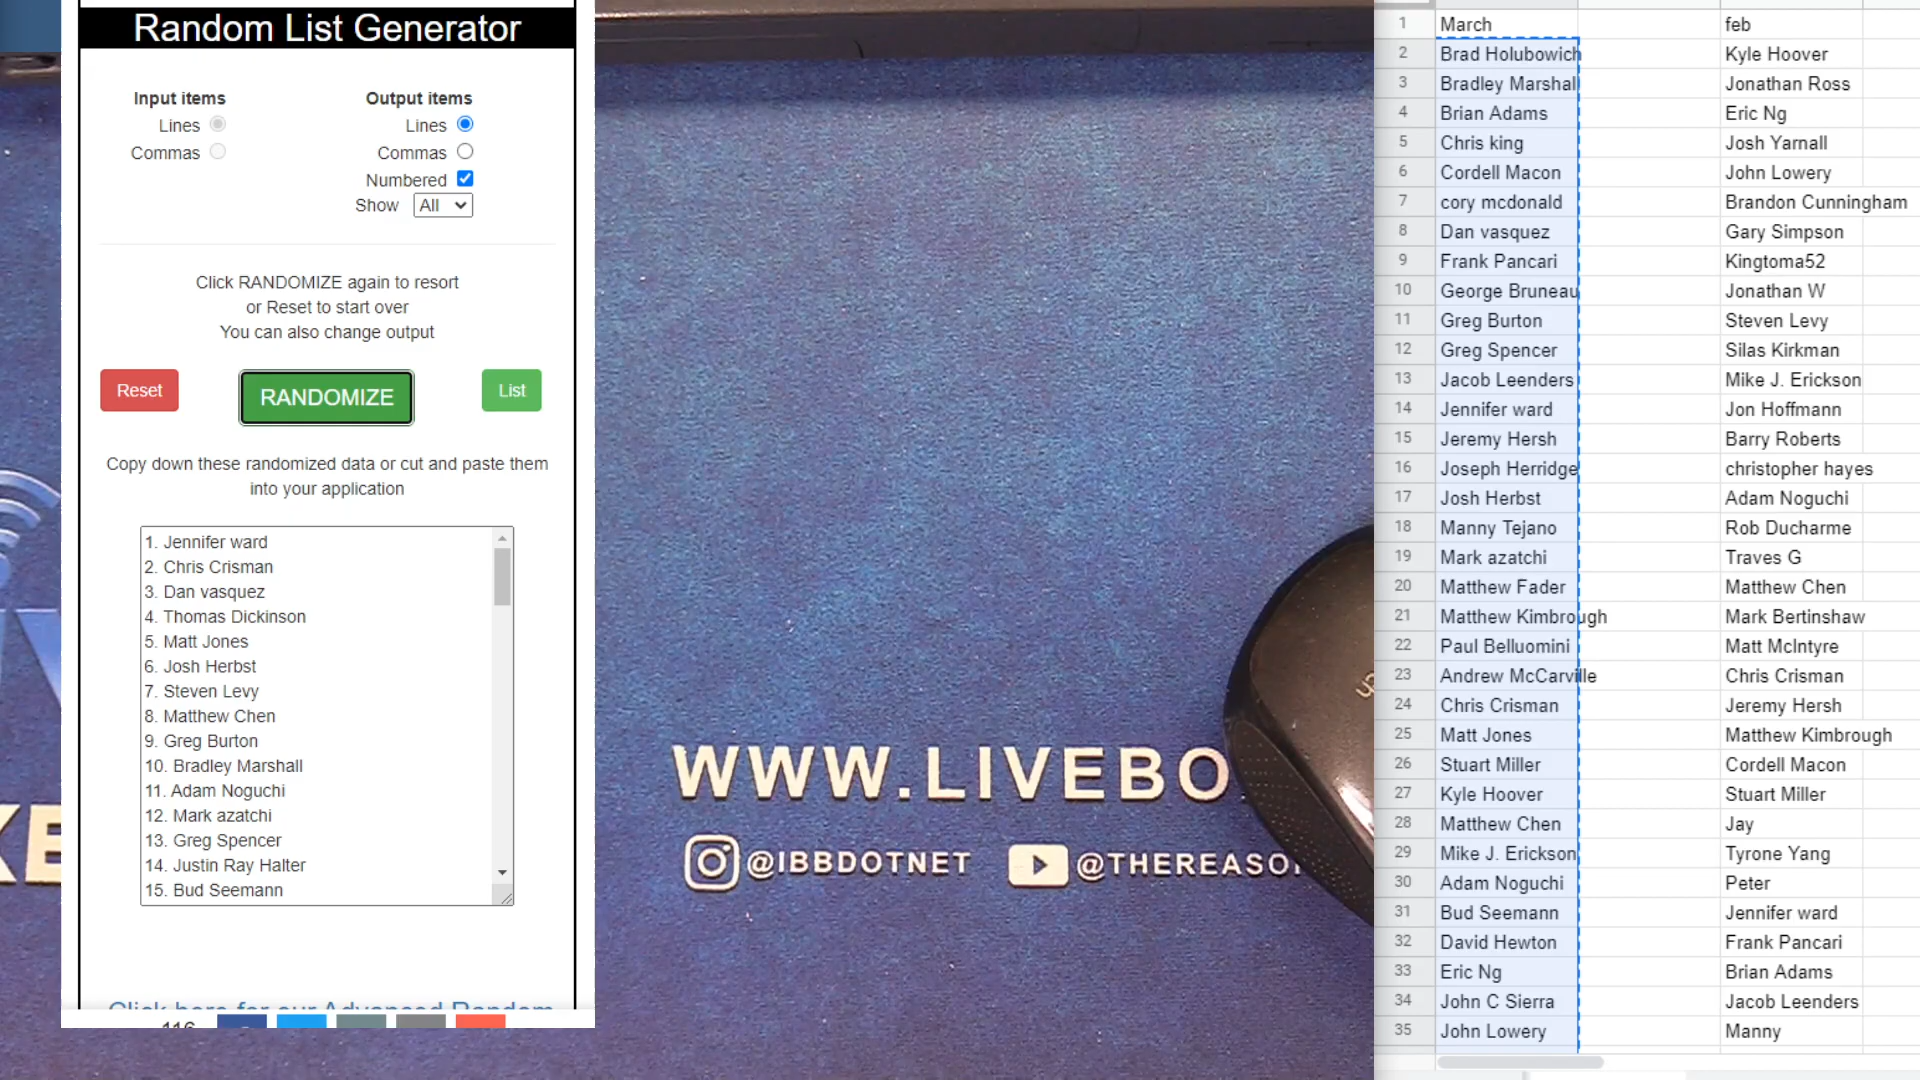 Random List Generator
Input items
Lines
Commas
Output items
Lines
Commas
Numbered
Show All
Click RANDOMIZE again to resort
or Reset to start over
You can also change output
Reset
RANDOMIZE
List
Copy down these randomized data or cut and paste them
into your application
1. Jennifer ward
2. Chris Crisman
3. Dan vasquez
4. Thomas Dickinson
5. Matt Jones
6. Josh Herbst
7. Steven Levy
8. Matthew Chen
9. Greg Burton
10. Bradley Marshall
11. Adam Noguchi
12. Mark azatchi
13. Greg Spencer
14. Justin Ray Halter
15. Bud Seemann
Click here for our Advanced Random
116
WWW.LIVEBO
@IBBDOTNET
@THEREASO
1 March feb
2 Brad Holubowich Kyle Hoover
3 Bradley Marshall Jonathan Ross
4 Brian Adams Eric Ng
5 Chris king Josh Yarnall
6 Cordell Macon John Lowery
7 cory mcdonald Brandon Cunningham
8 Dan vasquez Gary Simpson
9 Frank Pancari Kingtoma52
10 George Bruneau Jonathan W
11 Greg Burton Steven Levy
12 Greg Spencer Silas Kirkman
13 Jacob Leenders Mike J. Erickson
14 Jennifer ward Jon Hoffmann
15 Jeremy Hersh Barry Roberts
16 Joseph Herridge christopher hayes
17 Josh Herbst Adam Noguchi
18 Manny Tejano Rob Ducharme
19 Mark azatchi Traves G
20 Matthew Fader Matthew Chen
21 Matthew Kimbrough Mark Bertinshaw
22 Paul Belluomini Matt McIntyre
23 Andrew McCarville Chris Crisman
24 Chris Crisman Jeremy Hersh
25 Matt Jones Matthew Kimbrough
26 Stuart Miller Cordell Macon
27 Kyle Hoover Stuart Miller
28 Matthew Chen Jay
29 Mike J. Erickson Tyrone Yang
30 Adam Noguchi Peter
31 Bud Seemann Jennifer ward
32 David Hewton Frank Pancari
33 Eric Ng Brian Adams
34 John C Sierra Jacob Leenders
35 John Lowery Manny